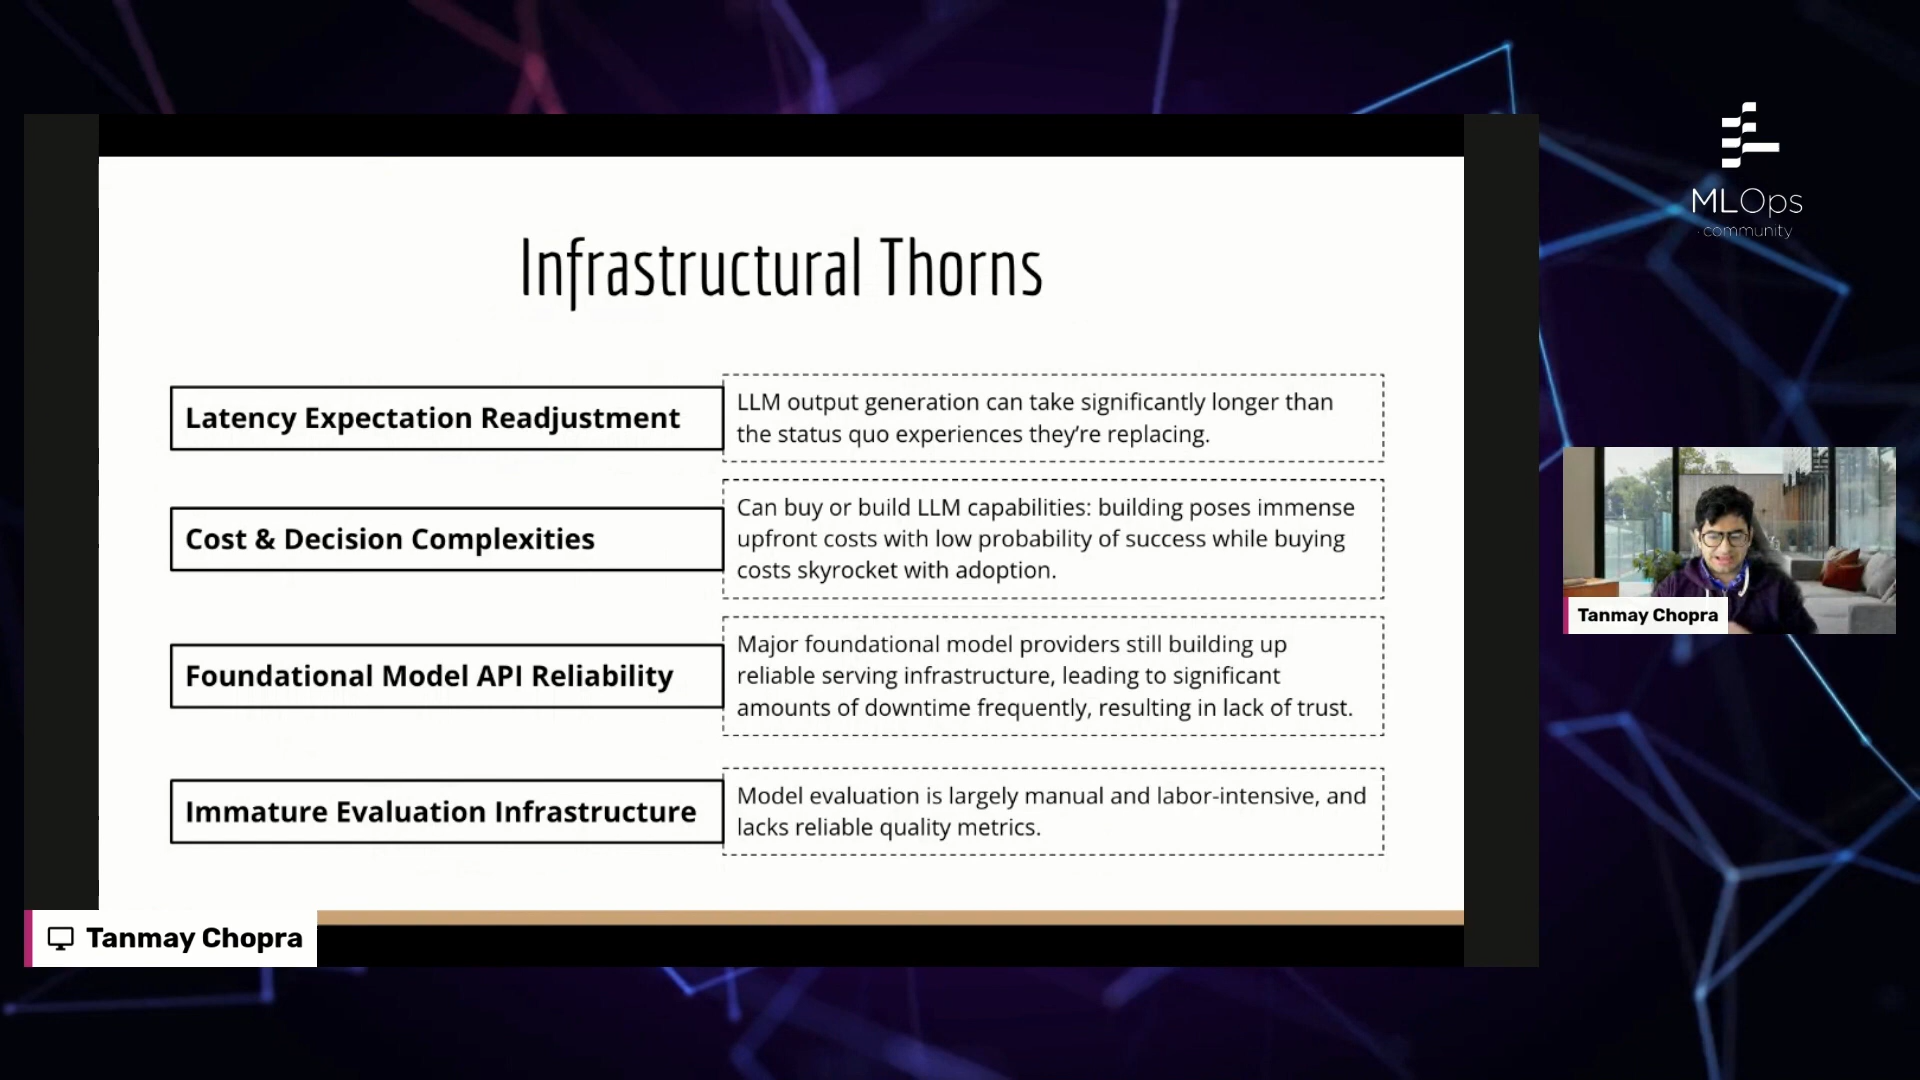 Infrastructural Thorns
Latency Expectation Readjustment
LLM output generation can take significantly longer than
the status quo experiences they’re replacing.
Cost & Decision Complexities
Can buy or build LLM capabilities: building poses immense
upfront costs with low probability of success while buying
costs skyrocket with adoption.
Foundational Model API Reliability
Major foundational model providers still building up
reliable serving infrastructure, leading to significant
amounts of downtime frequently, resulting in lack of trust.
Immature Evaluation Infrastructure
Model evaluation is largely manual and labor-intensive, and
lacks reliable quality metrics.
Tanmay Chopra
MLOps
community
Tanmay Chopra